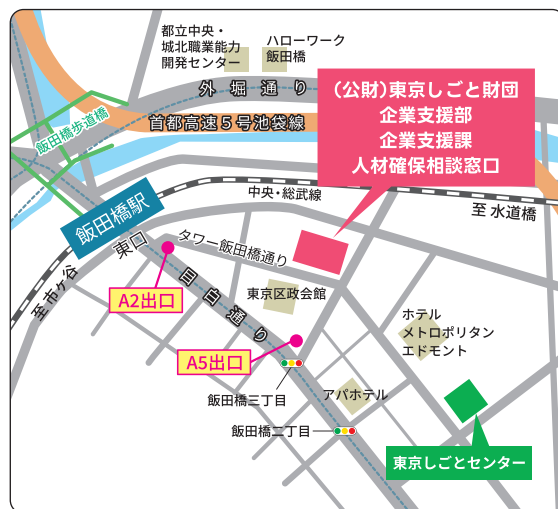 都立中央・
城北職業能力
開発センター
ハローワーク
飯田橋
外堀通り
(公財)東京しごと財団
企業支援部
企業支援課
人材確保相談窓口
首都高速5号池袋線
飯田橋歩道橋
中央・総武線
至 水道橋
飯田橋駅
東口
タワー飯田橋通り
至 市ヶ谷
A2出口
目白通り
東京区政会館
ホテル
メトロポリタン
エドモント
A5出口
飯田橋三丁目
アパホテル
飯田橋二丁目
東京しごとセンター